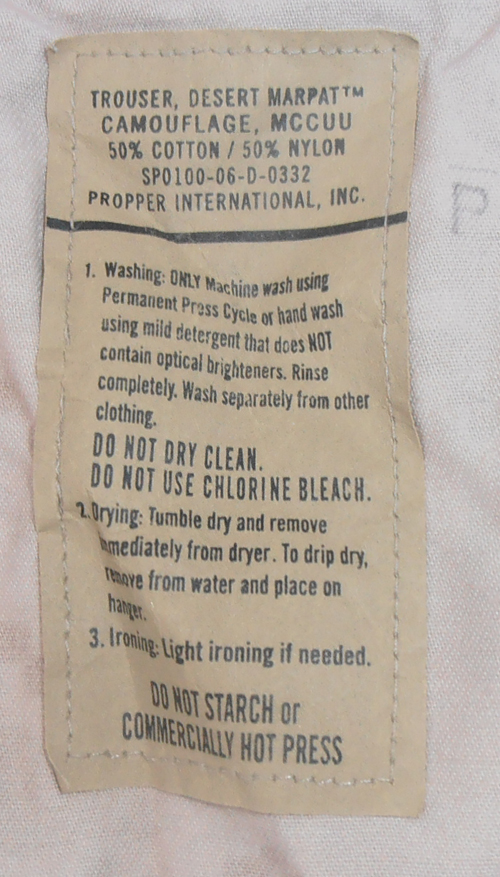 TROUSER, DESERT MARPAT™
CAMOUFLAGE, MCCUU
50% COTTON / 50% NYLON
SPO100-06-D-0332
PROPPER INTERNATIONAL, INC.
1. Washing: ONLY Machine wash using
Permanent Press Cycle or hand wash
using mild detergent that does NOT
contain optical brighteners. Rinse
completely. Wash separately from other
clothing.
DO NOT DRY CLEAN.
DO NOT USE CHLORINE BLEACH.
2. Drying: Tumble dry and remove
immediately from dryer. To drip dry,
remove from water and place on
hanger.
3. Ironing: Light ironing if needed.
DO NOT STARCH or
COMMERCIALLY HOT PRESS